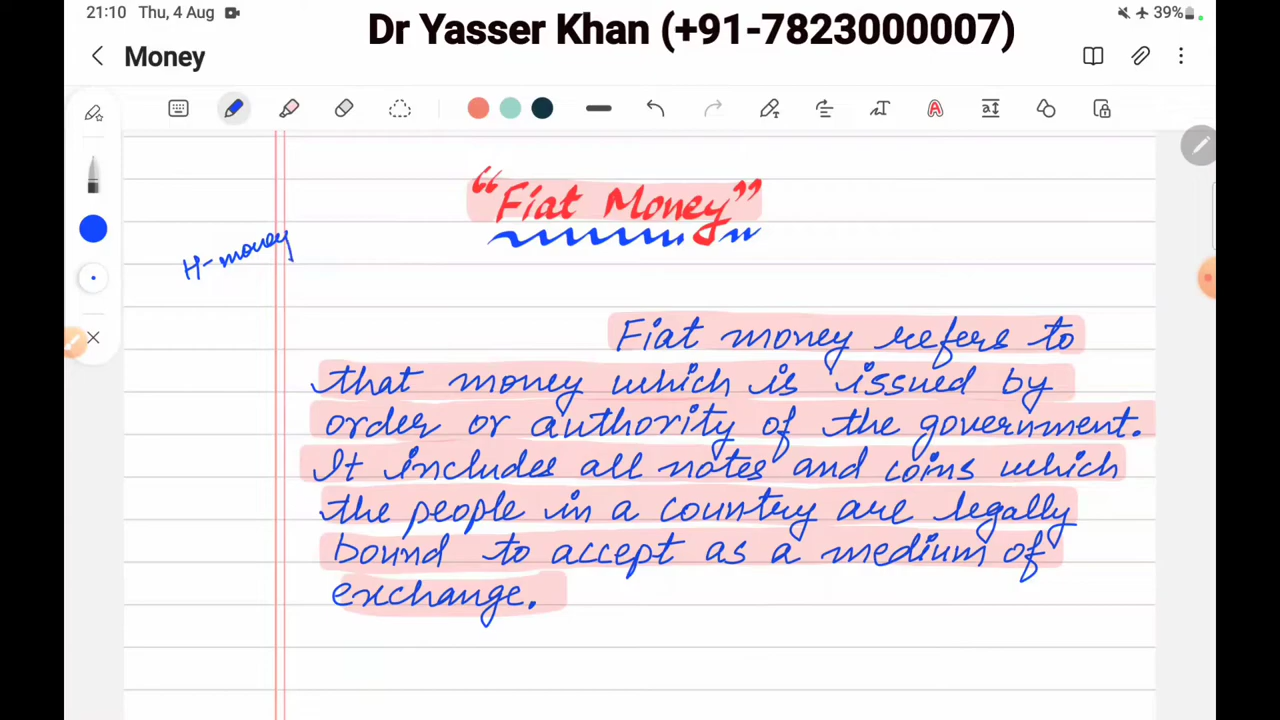 21:10 Thu, 4 Aug
39%
Dr Yasser Khan (+91-7823000007)
Money
"Fiat Money"
H-money
Fiat money refers to
that money which is issued by
order or authority of the government.
It includes all notes and coins which
the people in a country are legally
bound to accept as a medium of
exchange.